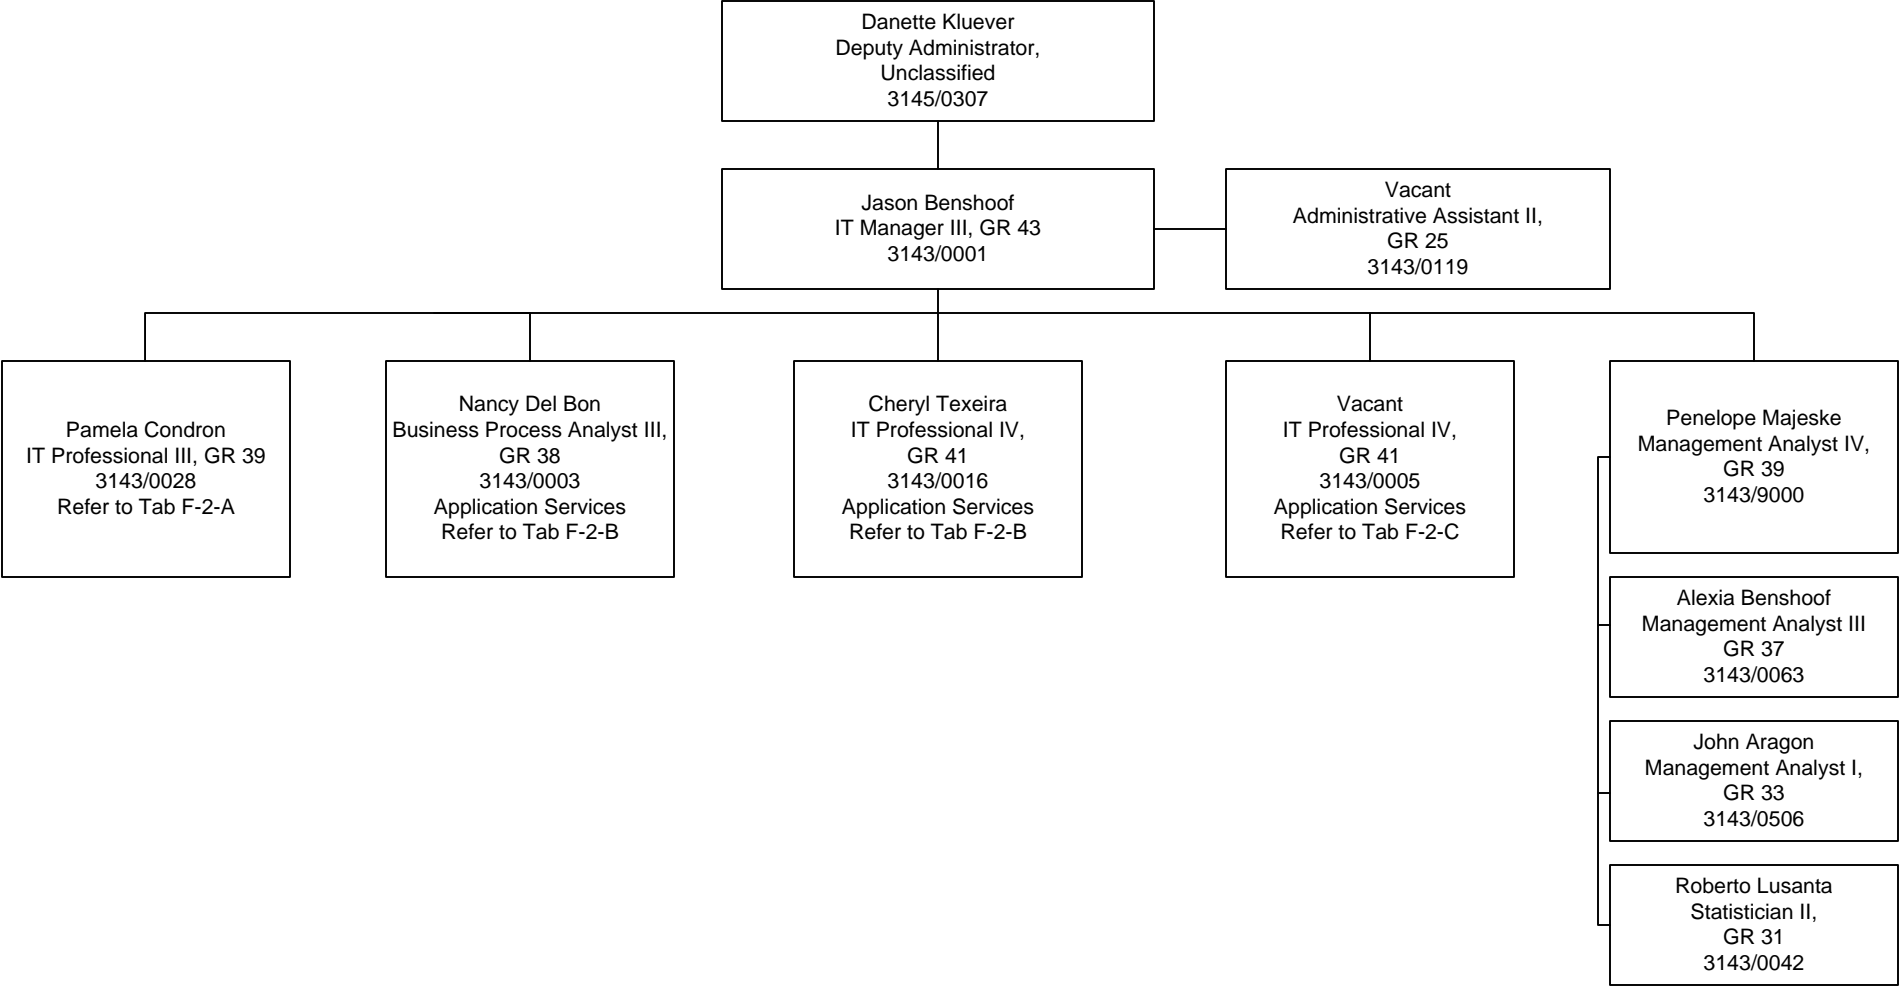 Danette Kluever
Deputy Administrator,
Unclassified
3145/0307
Jason Benshoof
IT Manager III, GR 43
3143/0001
Vacant
Administrative Assistant II,
GR 25
3143/0119
Pamela Condron
IT Professional III, GR 39
3143/0028
Refer to Tab F-2-A
Nancy Del Bon
Business Process Analyst III,
GR 38
3143/0003
Application Services
Refer to Tab F-2-B
Cheryl Texeira
IT Professional IV,
GR 41
3143/0016
Application Services
Refer to Tab F-2-B
Vacant
IT Professional IV,
GR 41
3143/0005
Application Services
Refer to Tab F-2-C
Penelope Majeske
Management Analyst IV,
GR 39
3143/9000
Alexia Benshoof
Management Analyst III
GR 37
3143/0063
John Aragon
Management Analyst I,
GR 33
3143/0506
Roberto Lusanta
Statistician II,
GR 31
3143/0042